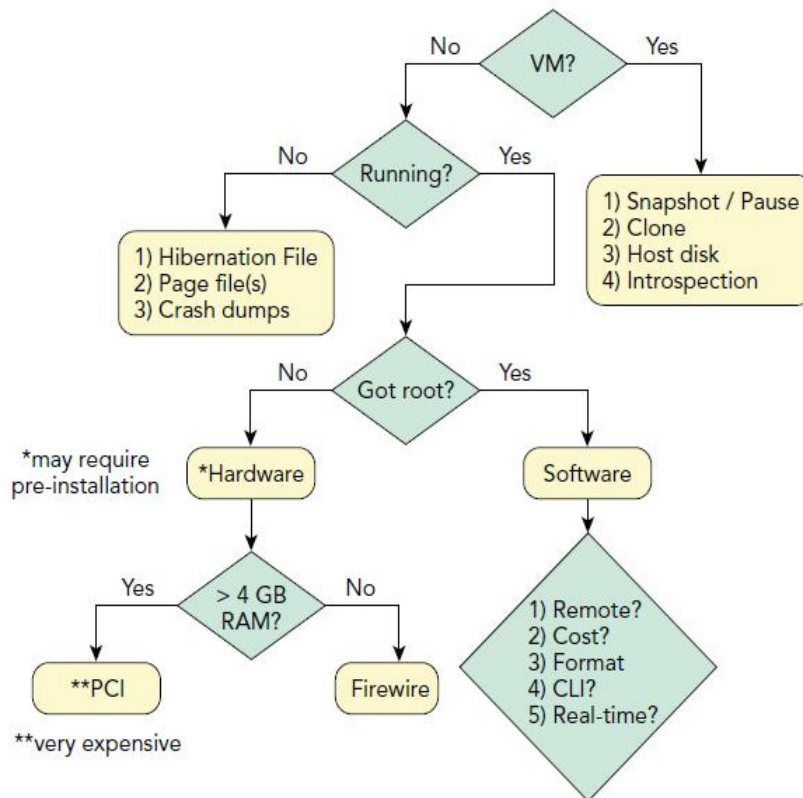 VM?
No
Yes
Running?
No
Yes
1) Snapshot / Pause
2) Clone
3) Host disk
4) Introspection
1) Hibernation File
2) Page file(s)
3) Crash dumps
Got root?
No
Yes
*may require
pre-installation
*Hardware
Software
> 4 GB
RAM?
Yes
No
1) Remote?
2) Cost?
3) Format
4) CLI?
5) Real-time?
**PCI
Firewire
**very expensive